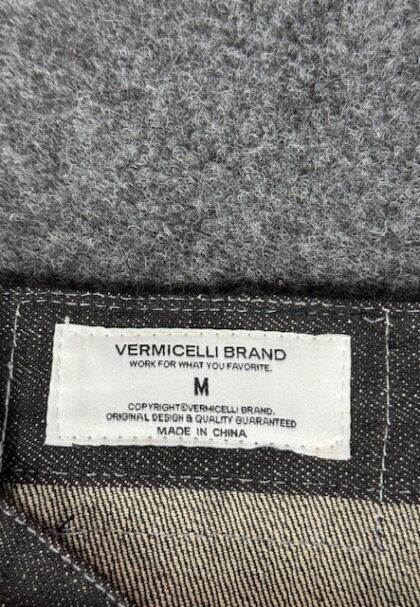 VERMICELLI BRAND
WORK FOR WHAT YOU FAVORITE.
M
COPYRIGHT©VERMICELLI BRAND.
ORIGINAL DESIGN & QUALITY GUARANTEED
MADE IN CHINA